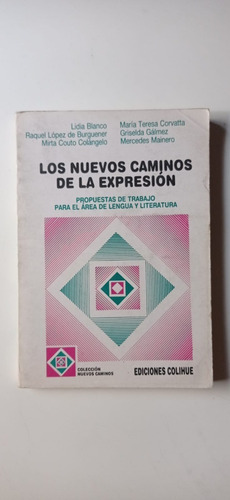 Lidia Blanco
Raquel López de Burguener
Mirta Couto Colángelo
María Teresa Corvatta
Griselda Gálmez
Mercedes Mainero
LOS NUEVOS CAMINOS
DE LA EXPRESIÓN
PROPUESTAS DE TRABAJO
PARA EL ÁREA DE LENGUA Y LITERATURA
COLECCIÓN
NUEVOS CAMINOS
EDICIONES COLIHUE